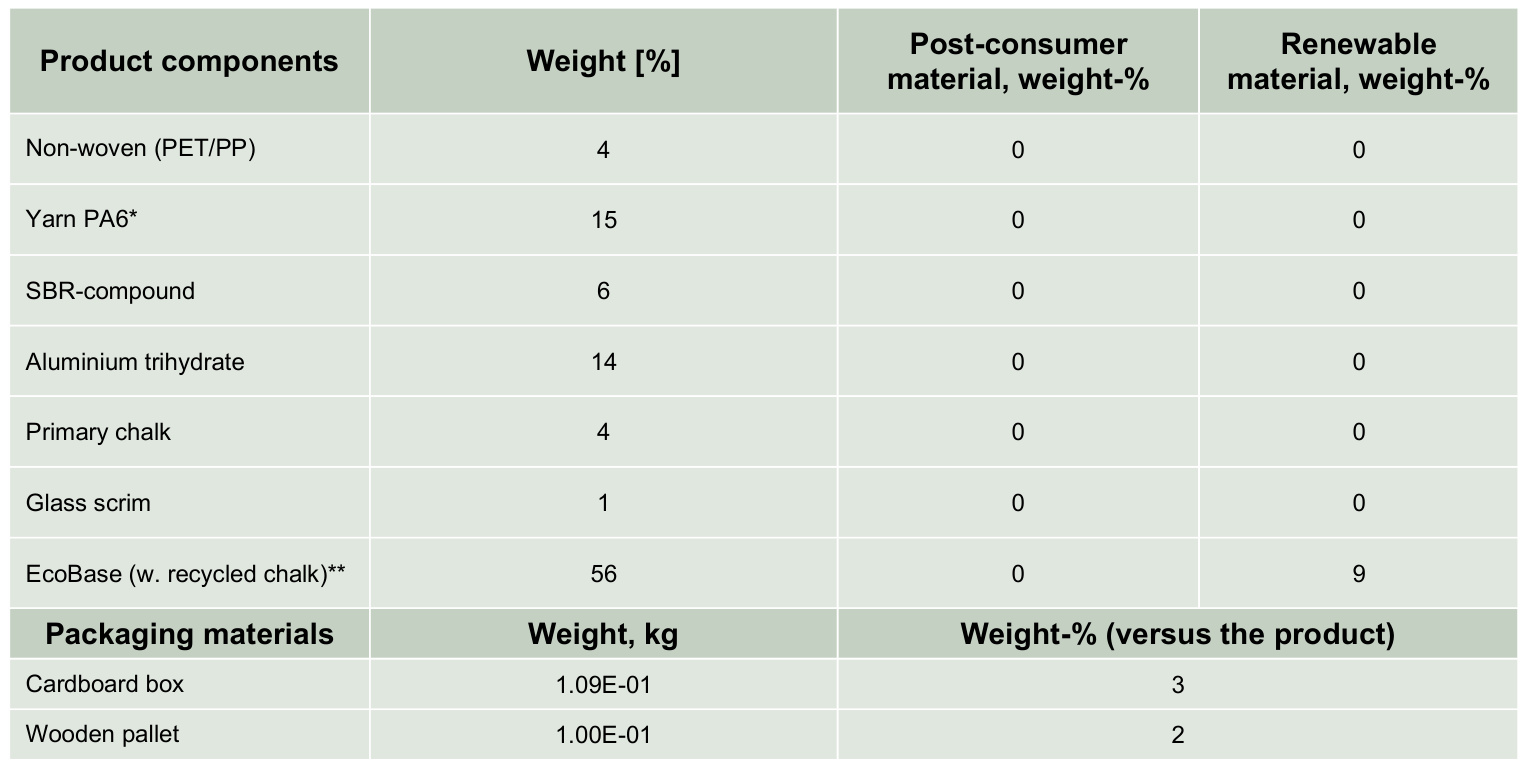 Product components Weight [%] Post-consumer material, weight-% Renewable material, weight-%
Non-woven (PET/PP) 4 0 0
Yarn PA6* 15 0 0
SBR-compound 6 0 0
Aluminium trihydrate 14 0 0
Primary chalk 4 0 0
Glass scrim 1 0 0
EcoBase (w. recycled chalk)** 56 0 9
Packaging materials Weight, kg Weight-% (versus the product)
Cardboard box 1.09E-01 3
Wooden pallet 1.00E-01 2